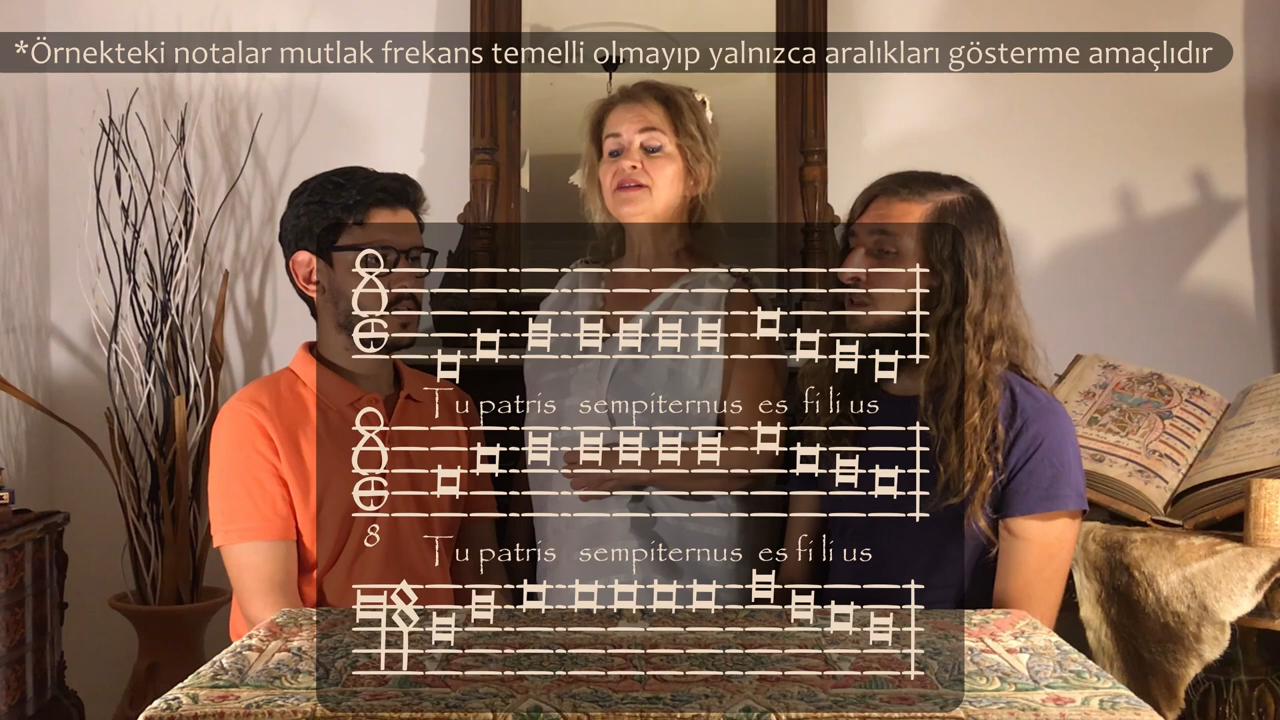 *Örnekteki notalar mutlak frekans temelli olmayıp yalnızca aralıkları gösterme amaçlıdır
Tu patris sempiternus es fi li us
8
Tu patris sempiternus es fi li us